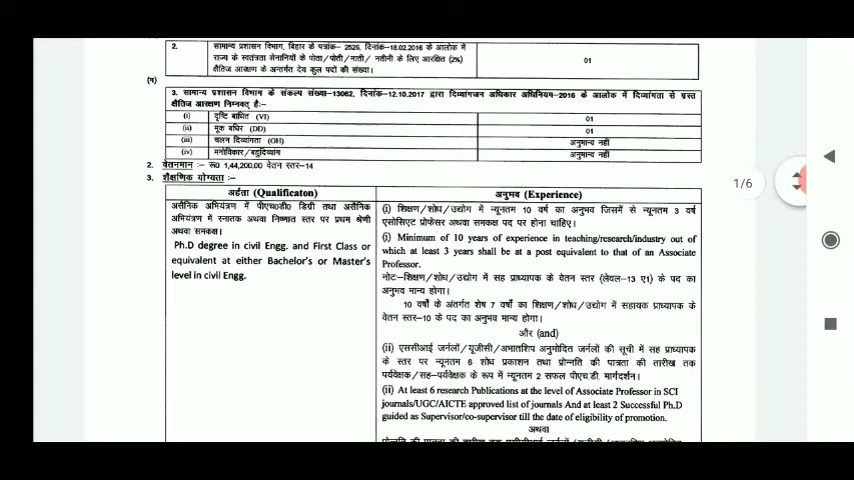 2. सामान्य प्रशासन विभाग, बिहार के पत्रांक- 2526, दिनांक-18.02.2016 के आलोक में
राज्य के स्वतंत्रता सेनानियों के पोता/पोती/नाती/ नतीनी के लिए आरक्षित (2%) 01
क्षैतिज आरक्षण के अन्तर्गत देय कुल पदों की संख्या।
3. सामान्य प्रशासन विभाग के संकल्प संख्या-13062, दिनांक-12.10.2017 द्वारा दिव्यांगजन अधिकार अधिनियम-2016 के आलोक में दिव्यांगता से ग्रस्त
क्षैतिज आरक्षण निम्नवत् है:-
(i) दृष्टि बाधित (VI) 01
(ii) मूक बधिर (DD) 01
(iii) चलन दिव्यांगता (OH) अनुमान्य नहीं
(iv) मनोविकार/बहुदिव्यांग अनुमान्य नहीं
2. वेतनमान :- रू0 1,44,200.00 वेतन स्तर-14
3. शैक्षणिक योग्यता :-
1/6
अर्हता (Qualificaton)
असैनिक अभियंत्रण में पीएच0डी0 डिग्री तथा असैनिक
अभियंत्रण में स्नातक अथवा निष्णात स्तर पर प्रथम श्रेणी
अथवा समकक्ष।
Ph.D degree in civil Engg. and First Class or
equivalent at either Bachelor's or Master's
level in civil Engg.
अनुभव (Experience)
(i) शिक्षण/शोध/उद्योग में न्यूनतम 10 वर्ष का अनुभव जिसमें से न्यूनतम 3 वर्ष
एसोसिएट प्रोफेसर अथवा समकक्ष पद पर होना चाहिए।
(i) Minimum of 10 years of experience in teaching/research/industry out of
which at least 3 years shall be at a post equivalent to that of an Associate
Professor.
नोटः-शिक्षण/शोध/उद्योग में सह प्राध्यापक के वेतन स्तर (लेवल-13 ए1) के पद का
अनुभव मान्य होगा।
10 वर्षों के अंतर्गत शेष 7 वर्षों का शिक्षण/शोध/उद्योग में सहायक प्राध्यापक के
वेतन स्तर-10 के पद का अनुभव मान्य होगा।
और (and)
(ii) एससीआई जर्नलों/यूजीसी/अभातशिप अनुमोदित जर्नलों की सूची में सह प्राध्यापक
के स्तर पर न्यूनतम 6 शोध प्रकाशन तथा प्रोन्नति की पात्रता की तारीख तक
पर्यवेक्षक/सह-पर्यवेक्षक के रूप में न्यूनतम 2 सफल पीएच.डी. मार्गदर्शन।
(ii) At least 6 research Publications at the level of Associate Professor in SCI
journals/UGC/AICTE approved list of journals And at least 2 Successful Ph.D
guided as Supervisor/co-supervisor till the date of eligibility of promotion.
अथवा